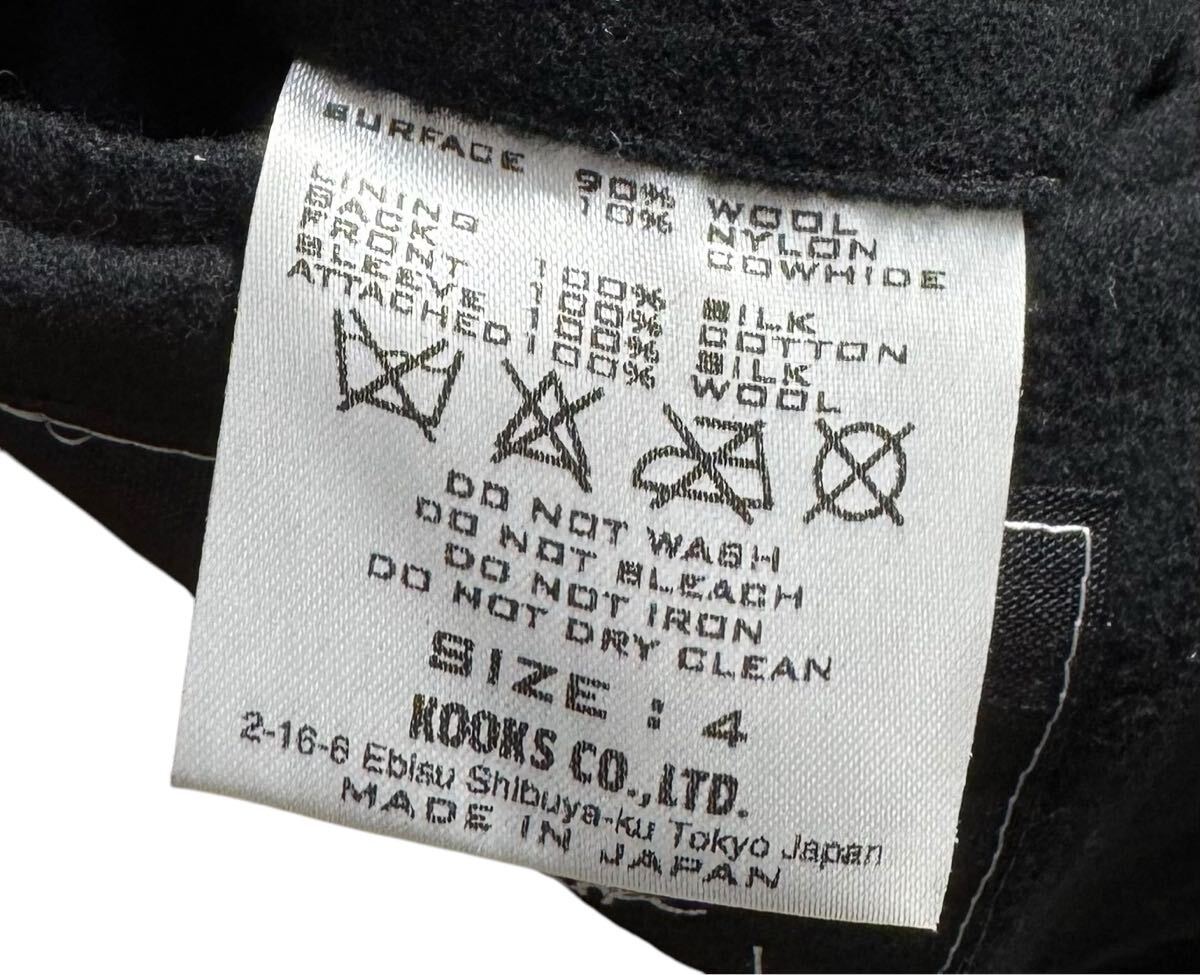 SURFACE 90% WOOL
10% NYLON
COWHIDE
LINING
BACK 100% SILK
FRONT 100% COTTON
SLEEVE 100% SILK
ATTACHED 100% WOOL
DO NOT WASH
DO NOT BLEACH
DO NOT IRON
DO NOT DRY CLEAN
SIZE : 4
KOOKS CO.,LTD.
2-16-6 Ebisu Shibuya-ku Tokyo Japan
MADE IN JAPAN